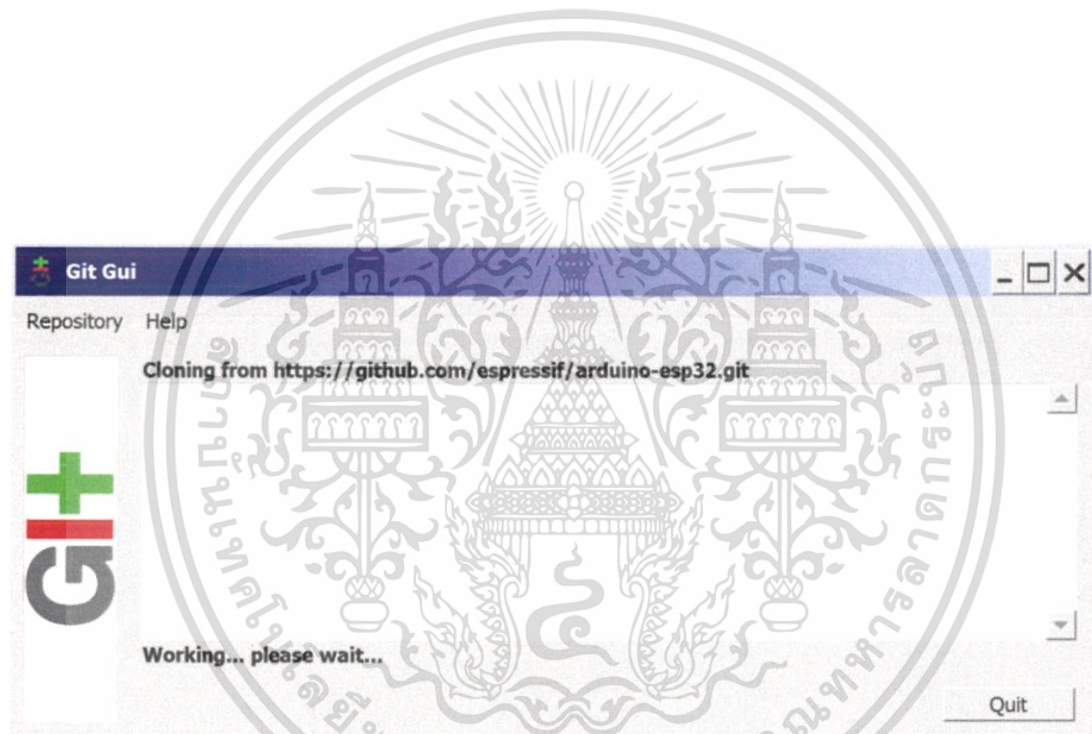 Git Gui
Repository Help
Cloning from https://github.com/espressif/arduino-esp32.git
Working... please wait...
Quit